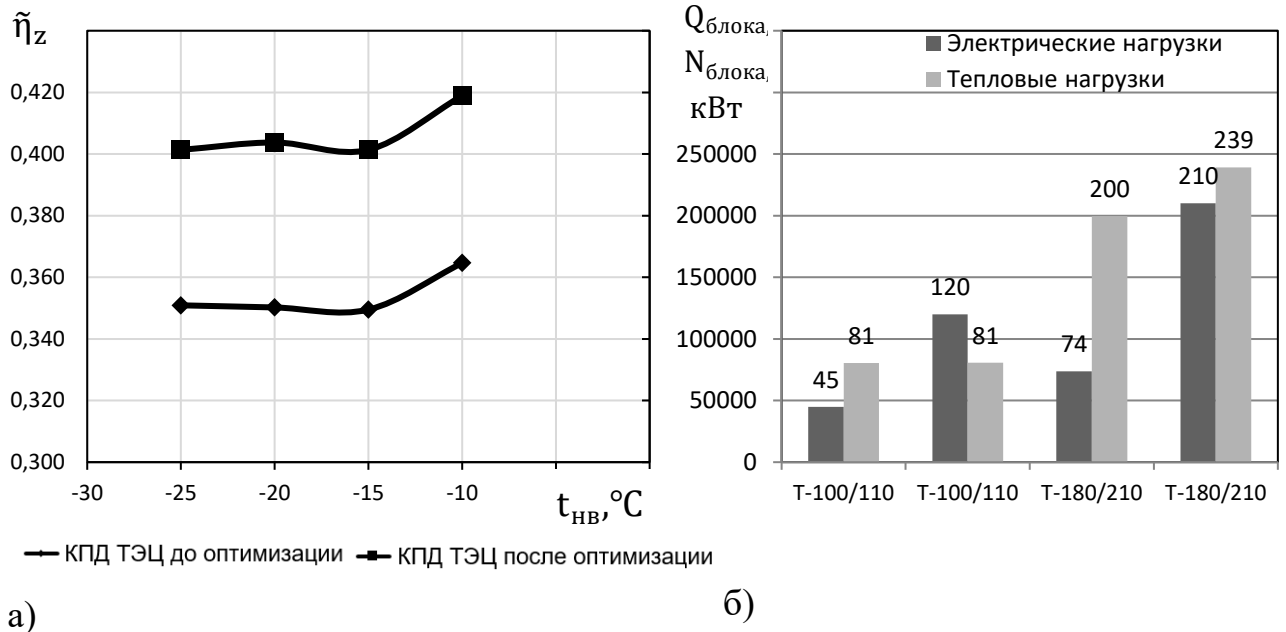 η̃z
0,420
0,400
0,380
0,360
0,340
0,320
0,300
-30
-25
-20
-15
-10
tнв,°C
КПД ТЭЦ до оптимизации
КПД ТЭЦ после оптимизации
а)
Qблока,
Nблока,
кВт
Электрические нагрузки
Тепловые нагрузки
250000
200000
150000
100000
50000
0
45
81
120
81
74
200
210
239
Т-100/110
Т-100/110
Т-180/210
Т-180/210
б)